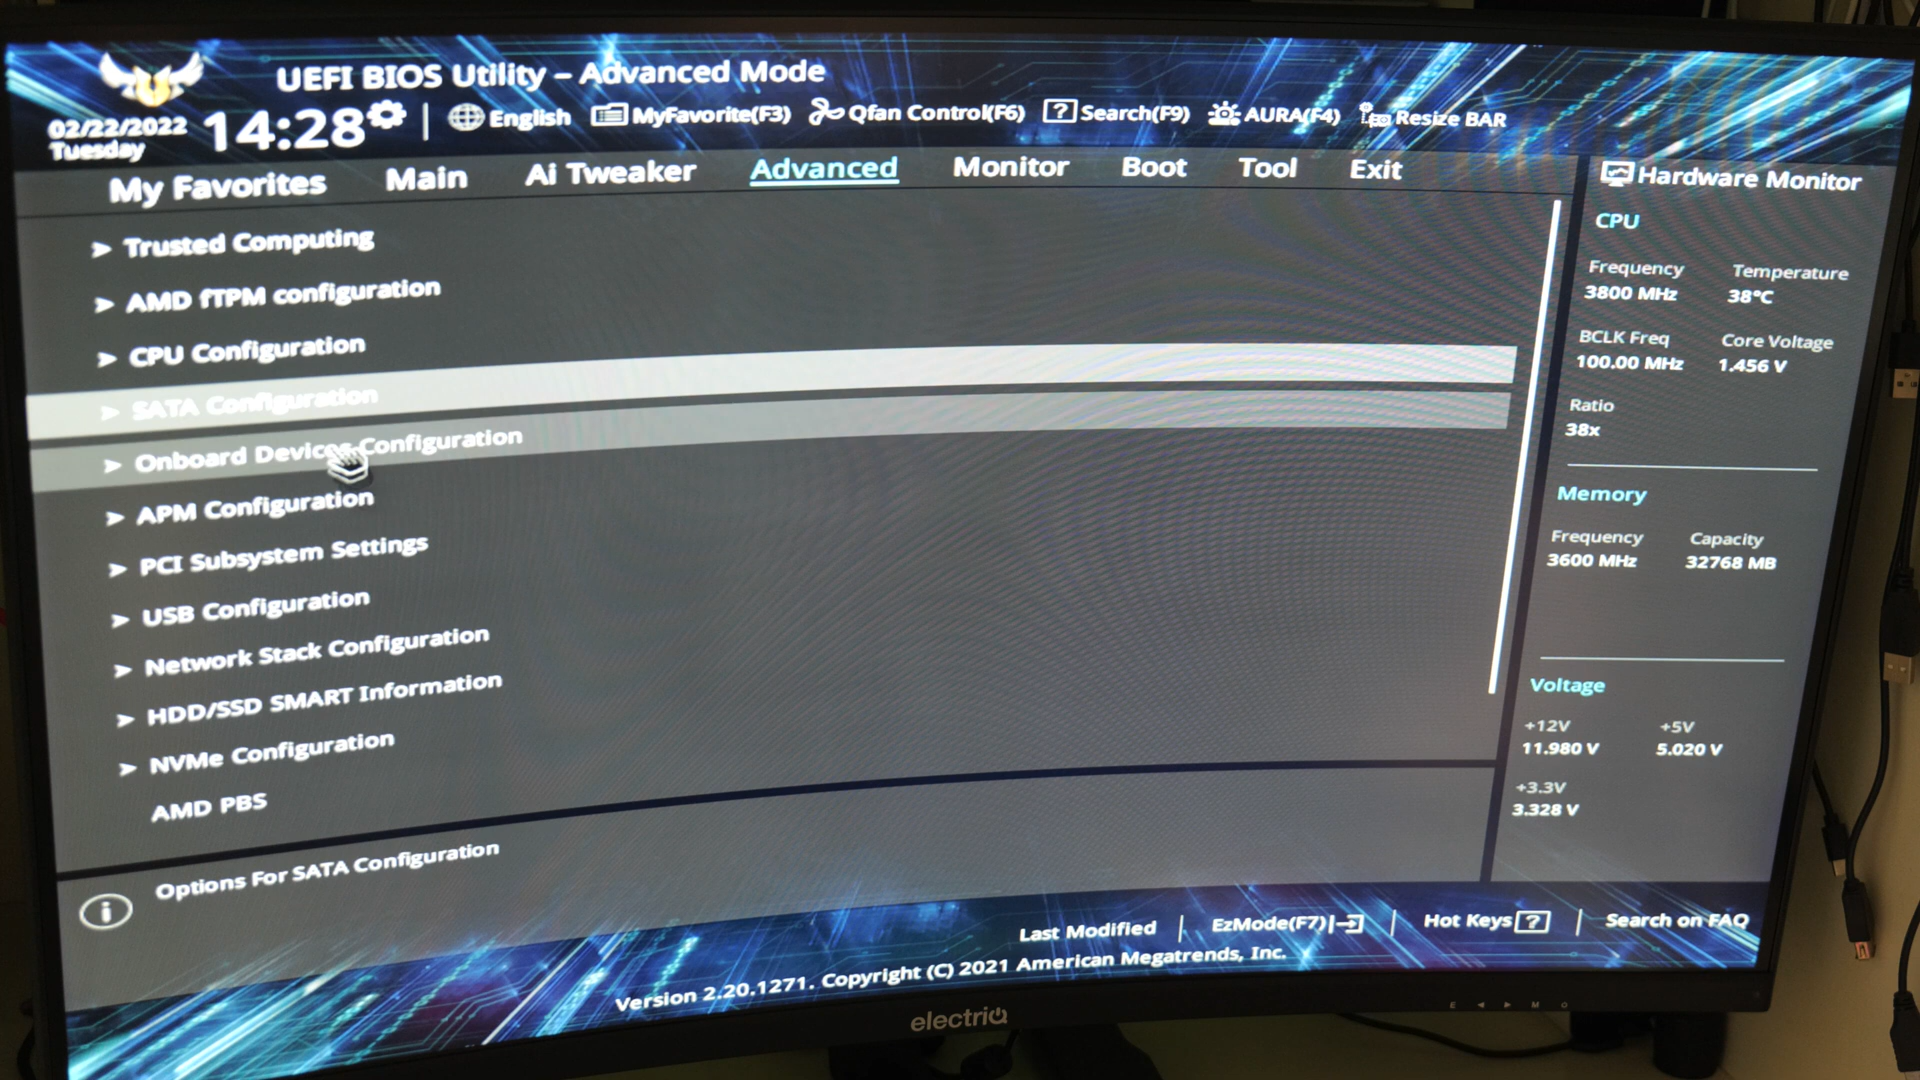 UEFI BIOS Utility – Advanced Mode
02/22/2022
Tuesday
14:28
English
MyFavorite(F3)
Qfan Control(F6)
? Search(F9)
AURA(F4)
Resize BAR
My Favorites
Main
Ai Tweaker
Advanced
Monitor
Boot
Tool
Exit
> Trusted Computing
> AMD fTPM configuration
> CPU Configuration
> SATA Configuration
> Onboard Devices Configuration
> APM Configuration
> PCI Subsystem Settings
> USB Configuration
> Network Stack Configuration
> HDD/SSD SMART Information
> NVMe Configuration
AMD PBS
i
Options For SATA Configuration
Hardware Monitor
CPU
Frequency Temperature
3800 MHz 38°C
BCLK Freq Core Voltage
100.00 MHz 1.456 V
Ratio
38x
Memory
Frequency Capacity
3600 MHz 32768 MB
Voltage
+12V +5V
11.980 V 5.020 V
+3.3V
3.328 V
Last Modified | EzMode(F7) | Hot Keys ? | Search on FAQ
Version 2.20.1271. Copyright (C) 2021 American Megatrends, Inc.
electriq
E ◄ ► M